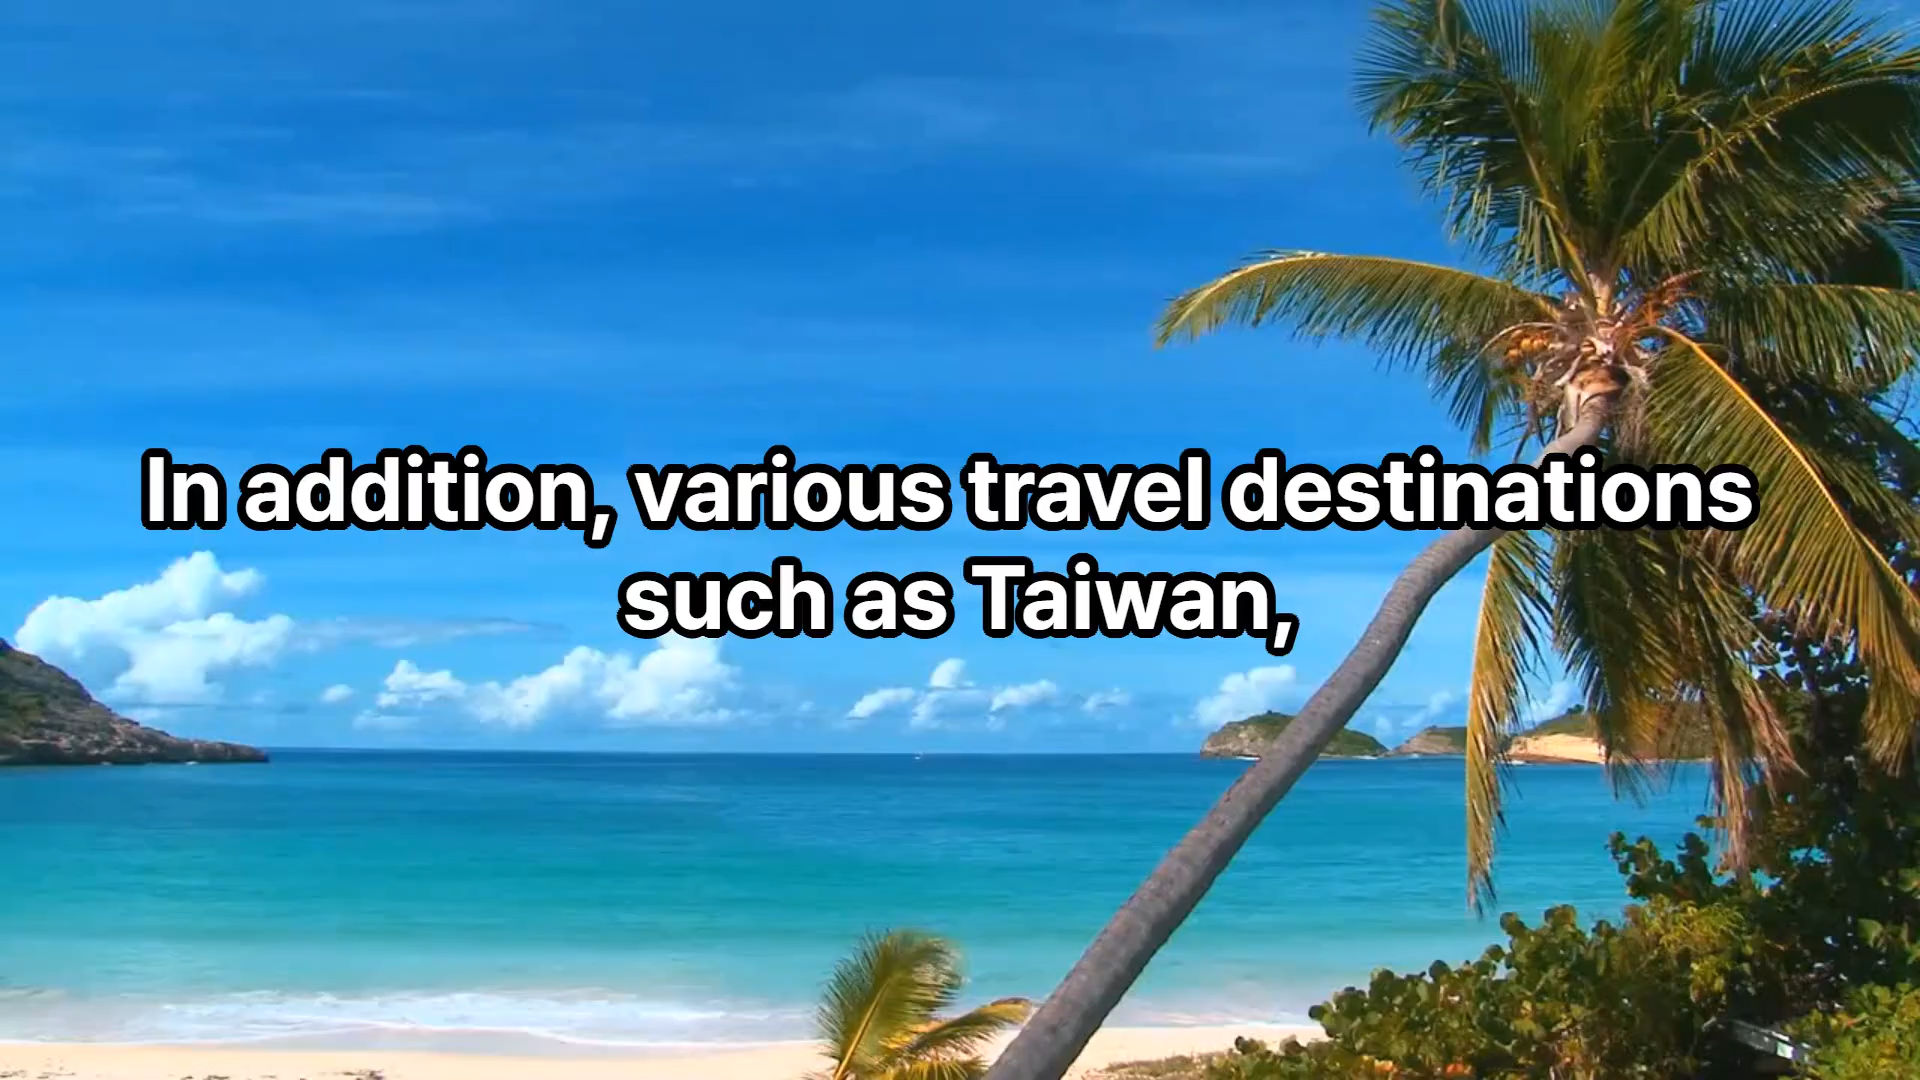 In addition, various travel destinations
such as Taiwan,